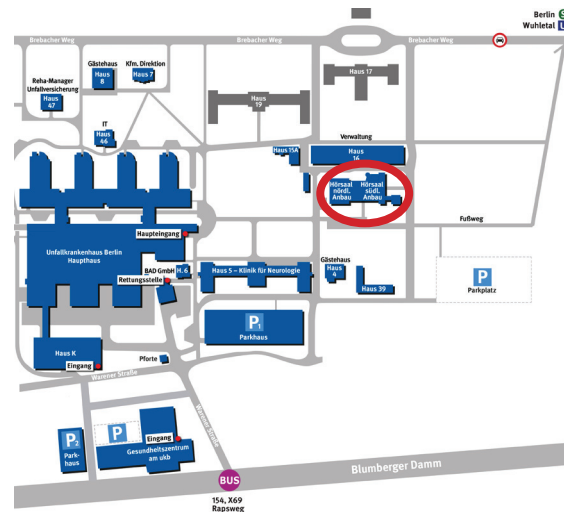 Berlin S
Wuhletal U
Brebacher Weg
Brebacher Weg
Brebacher Weg
Gästehaus
Haus
8
Kfm. Direktion
Haus 7
Reha-Manager
Unfallversicherung
Haus
47
Haus 17
Haus
19
IT
Haus
46
Verwaltung
Haus
16
Haus 15A
Hörsaal
nördl.
Anbau
Hörsaal
südl.
Anbau
Fußweg
Haupteingang
Unfallkrankenhaus Berlin
Haupthaus
BAD GmbH
H. 6
Rettungsstelle
Haus 5 – Klinik für Neurologie
Gästehaus
Haus
4
Haus 39
P
Parkplatz
P1
Parkhaus
Haus K
Eingang
Pforte
Warener Straße
Weißer Straße
P2
Park-
haus
P
Eingang
Gesundheitszentrum
am ukb
BUS
Blumberger Damm
154, X69
Rapsweg